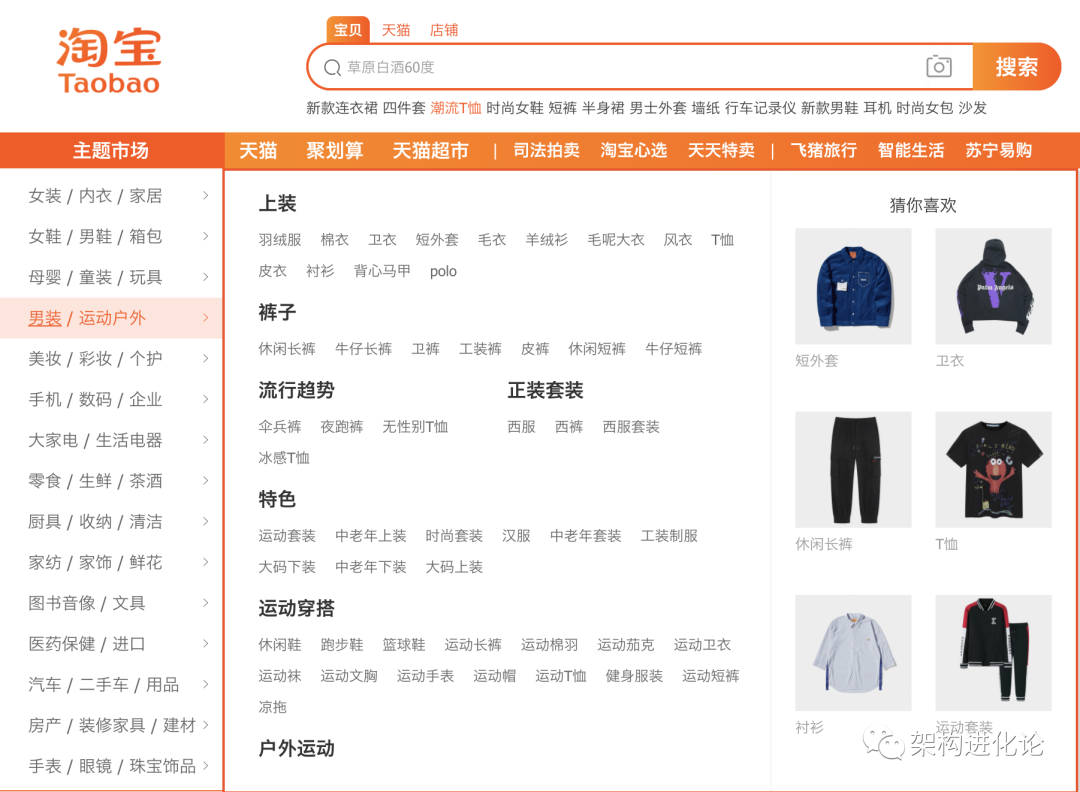 淘宝
Taobao
宝贝 天猫 店铺
草原白酒60度
搜索
新款连衣裙 四件套 潮流T恤 时尚女鞋 短裤 半身裙 男士外套 墙纸 行车记录仪 新款男鞋 耳机 时尚女包 沙发
主题市场
天猫 聚划算 天猫超市 | 司法拍卖 淘宝心选 天天特卖 | 飞猪旅行 智能生活 苏宁易购
女装 / 内衣 / 家居
女鞋 / 男鞋 / 箱包
母婴 / 童装 / 玩具
男装 / 运动户外
美妆 / 彩妆 / 个护
手机 / 数码 / 企业
大家电 / 生活电器
零食 / 生鲜 / 茶酒
厨具 / 收纳 / 清洁
家纺 / 家饰 / 鲜花
图书音像 / 文具
医药保健 / 进口
汽车 / 二手车 / 用品
房产 / 装修家具 / 建材
手表 / 眼镜 / 珠宝饰品
上装
羽绒服 棉衣 卫衣 短外套 毛衣 羊绒衫 毛呢大衣 风衣 T恤
皮衣 衬衫 背心马甲 polo
裤子
休闲长裤 牛仔长裤 卫裤 工装裤 皮裤 休闲短裤 牛仔短裤
流行趋势
伞兵裤 夜跑裤 无性别T恤
冰感T恤
正装套装
西服 西裤 西服套装
特色
运动套装 中老年上装 时尚套装 汉服 中老年套装 工装制服
大码下装 中老年下装 大码上装
运动穿搭
休闲鞋 跑步鞋 篮球鞋 运动长裤 运动棉羽 运动茄克 运动卫衣
运动袜 运动文胸 运动手表 运动帽 运动T恤 健身服装 运动短裤
凉拖
户外运动
猜你喜欢
Palm Angels
短外套 卫衣
休闲长裤 T恤
衬衫 运动套装
架构进化论